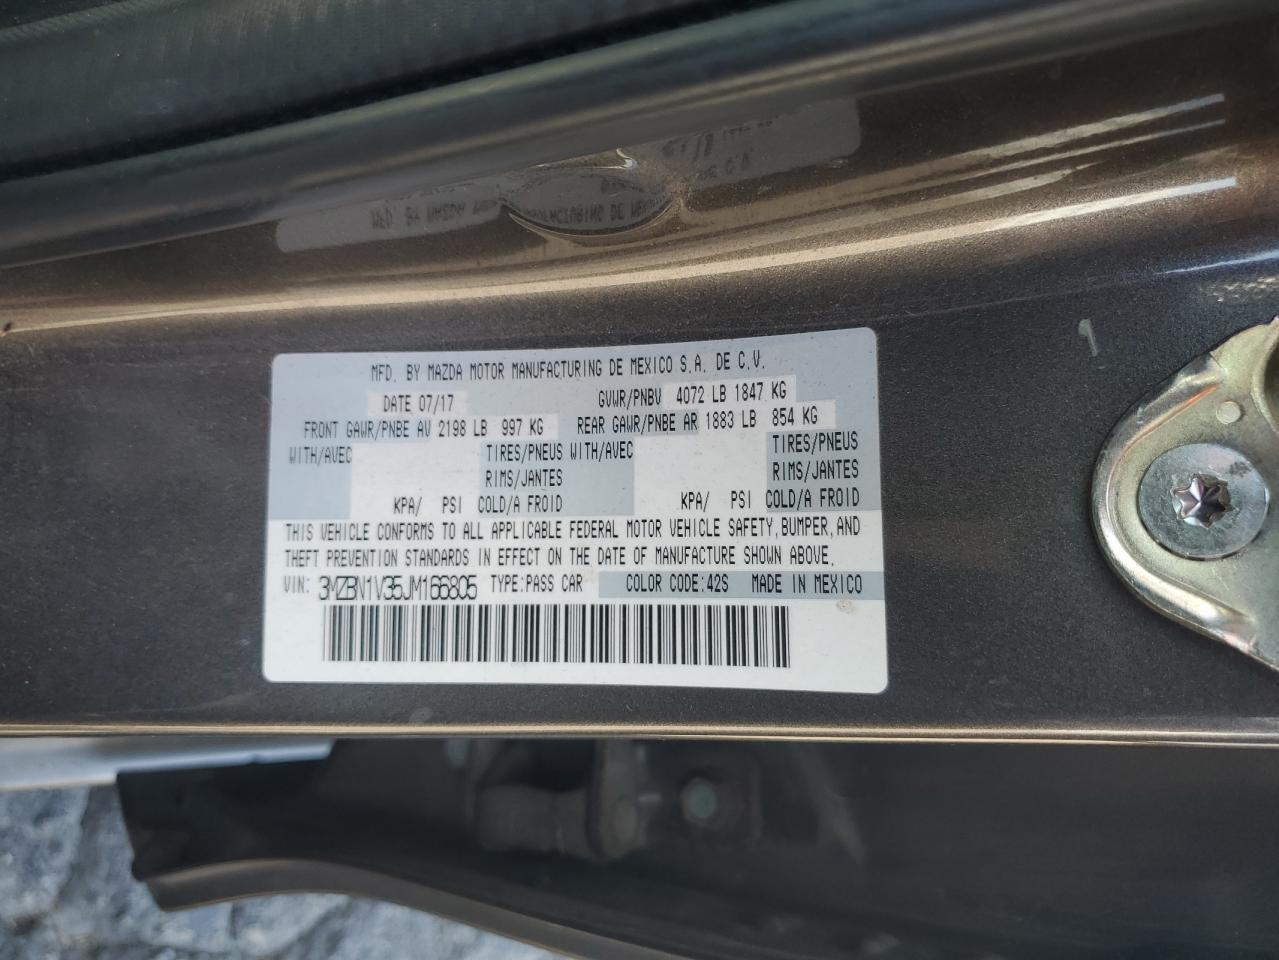 MFD. BY MAZDA MOTOR MANUFACTURING DE MEXICO S.A. DE C.V.
DATE 07/17 GVWR/PNBV 4072 LB 1847 KG
FRONT GAWR/PNBE AV 2198 LB 997 KG REAR GAWR/PNBE AR 1883 LB 854 KG
WITH/AVEC TIRES/PNEUS WITH/AVEC TIRES/PNEUS
RIMS/JANTES RIMS/JANTES
KPA/ PSI COLD/A FROID KPA/ PSI COLD/A FROID
THIS VEHICLE CONFORMS TO ALL APPLICABLE FEDERAL MOTOR VEHICLE SAFETY, BUMPER, AND
THEFT PREVENTION STANDARDS IN EFFECT ON THE DATE OF MANUFACTURE SHOWN ABOVE.
VIN: 3MZBN1V35JM166805 TYPE:PASS CAR COLOR CODE:42S MADE IN MEXICO
1